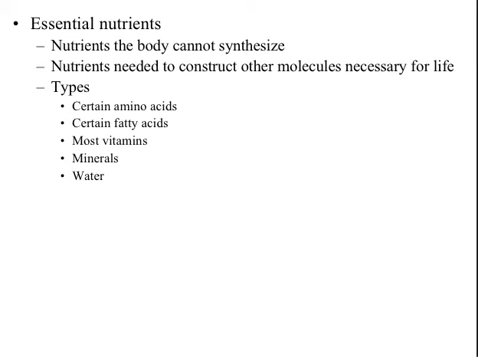 • Essential nutrients
– Nutrients the body cannot synthesize
– Nutrients needed to construct other molecules necessary for life
– Types
• Certain amino acids
• Certain fatty acids
• Most vitamins
• Minerals
• Water